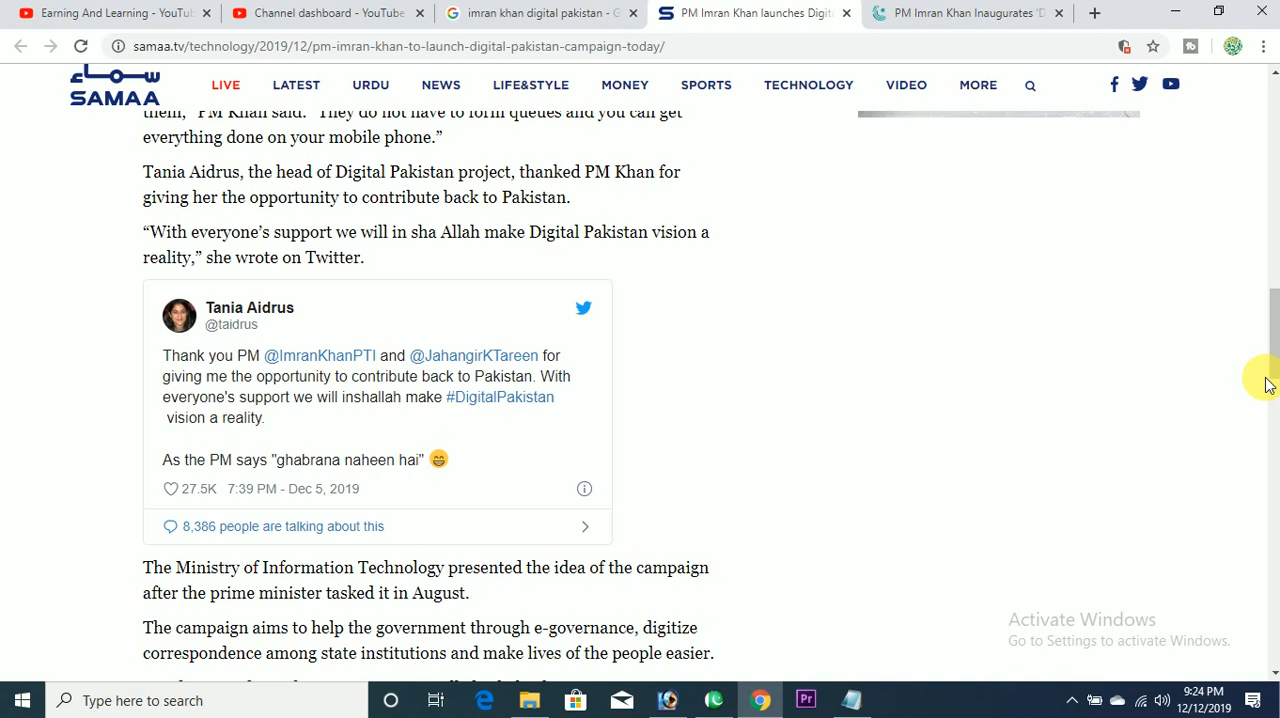 Earning And Learning - YouTu
Channel dashboard - YouTube
imran khan digital pakistan - G
PM Imran Khan launches Digit
PM Imran Khan Inaugurates 'D
samaa.tv/technology/2019/12/pm-imran-khan-to-launch-digital-pakistan-campaign-today/
سماء
SAMAA
LIVE LATEST URDU NEWS LIFE&STYLE MONEY SPORTS TECHNOLOGY VIDEO MORE
them," PM Khan said. "They do not have to form queues and you can get
everything done on your mobile phone.”
Tania Aidrus, the head of Digital Pakistan project, thanked PM Khan for
giving her the opportunity to contribute back to Pakistan.
“With everyone’s support we will in sha Allah make Digital Pakistan vision a
reality,” she wrote on Twitter.
Tania Aidrus
@taidrus
Thank you PM @ImranKhanPTI and @JahangirKTareen for
giving me the opportunity to contribute back to Pakistan. With
everyone's support we will inshallah make #DigitalPakistan
vision a reality.
As the PM says "ghabrana naheen hai" 😄
27.5K 7:39 PM - Dec 5, 2019
8,386 people are talking about this
The Ministry of Information Technology presented the idea of the campaign
after the prime minister tasked it in August.
The campaign aims to help the government through e-governance, digitize
correspondence among state institutions and make lives of the people easier.
Activate Windows
Go to Settings to activate Windows.
Type here to search
Pr
9:24 PM
12/12/2019